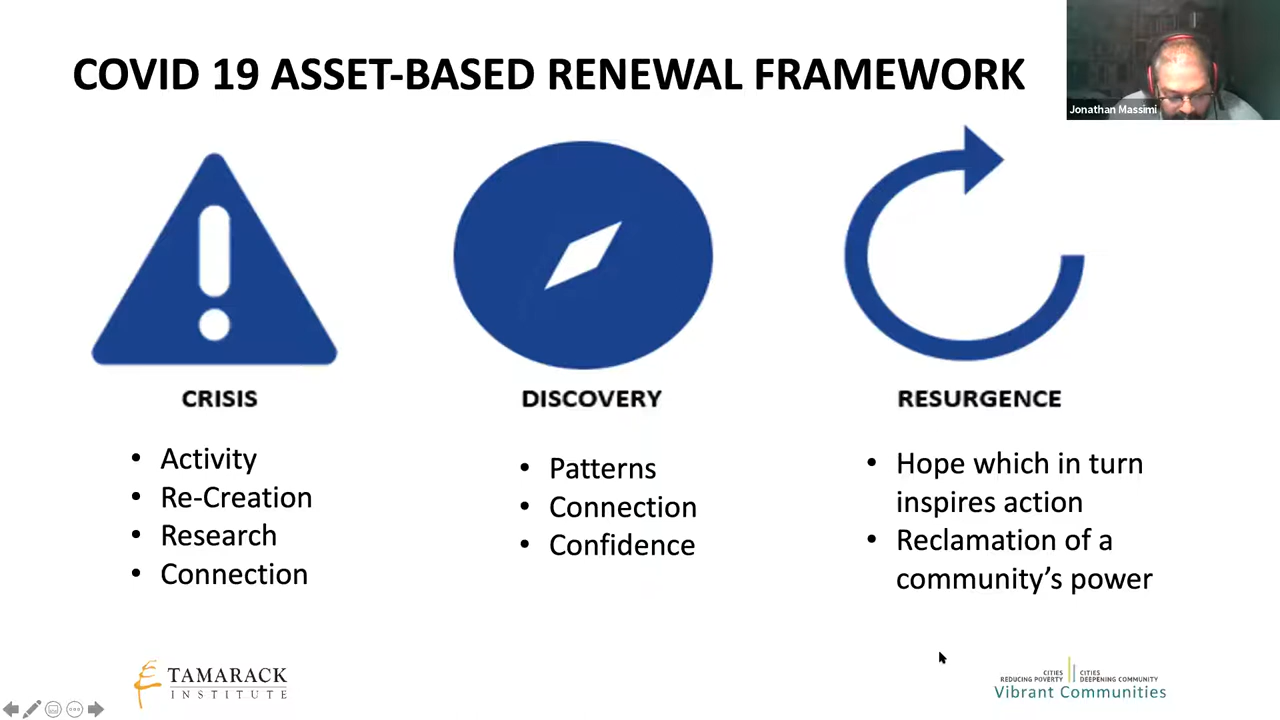 COVID 19 ASSET-BASED RENEWAL FRAMEWORK
Jonathan Massimi
CRISIS
• Activity
• Re-Creation
• Research
• Connection
DISCOVERY
• Patterns
• Connection
• Confidence
RESURGENCE
• Hope which in turn
inspires action
• Reclamation of a
community’s power
TAMARACK
INSTITUTE
CITIES
REDUCING POVERTY
CITIES
DEEPENING COMMUNITY
Vibrant Communities